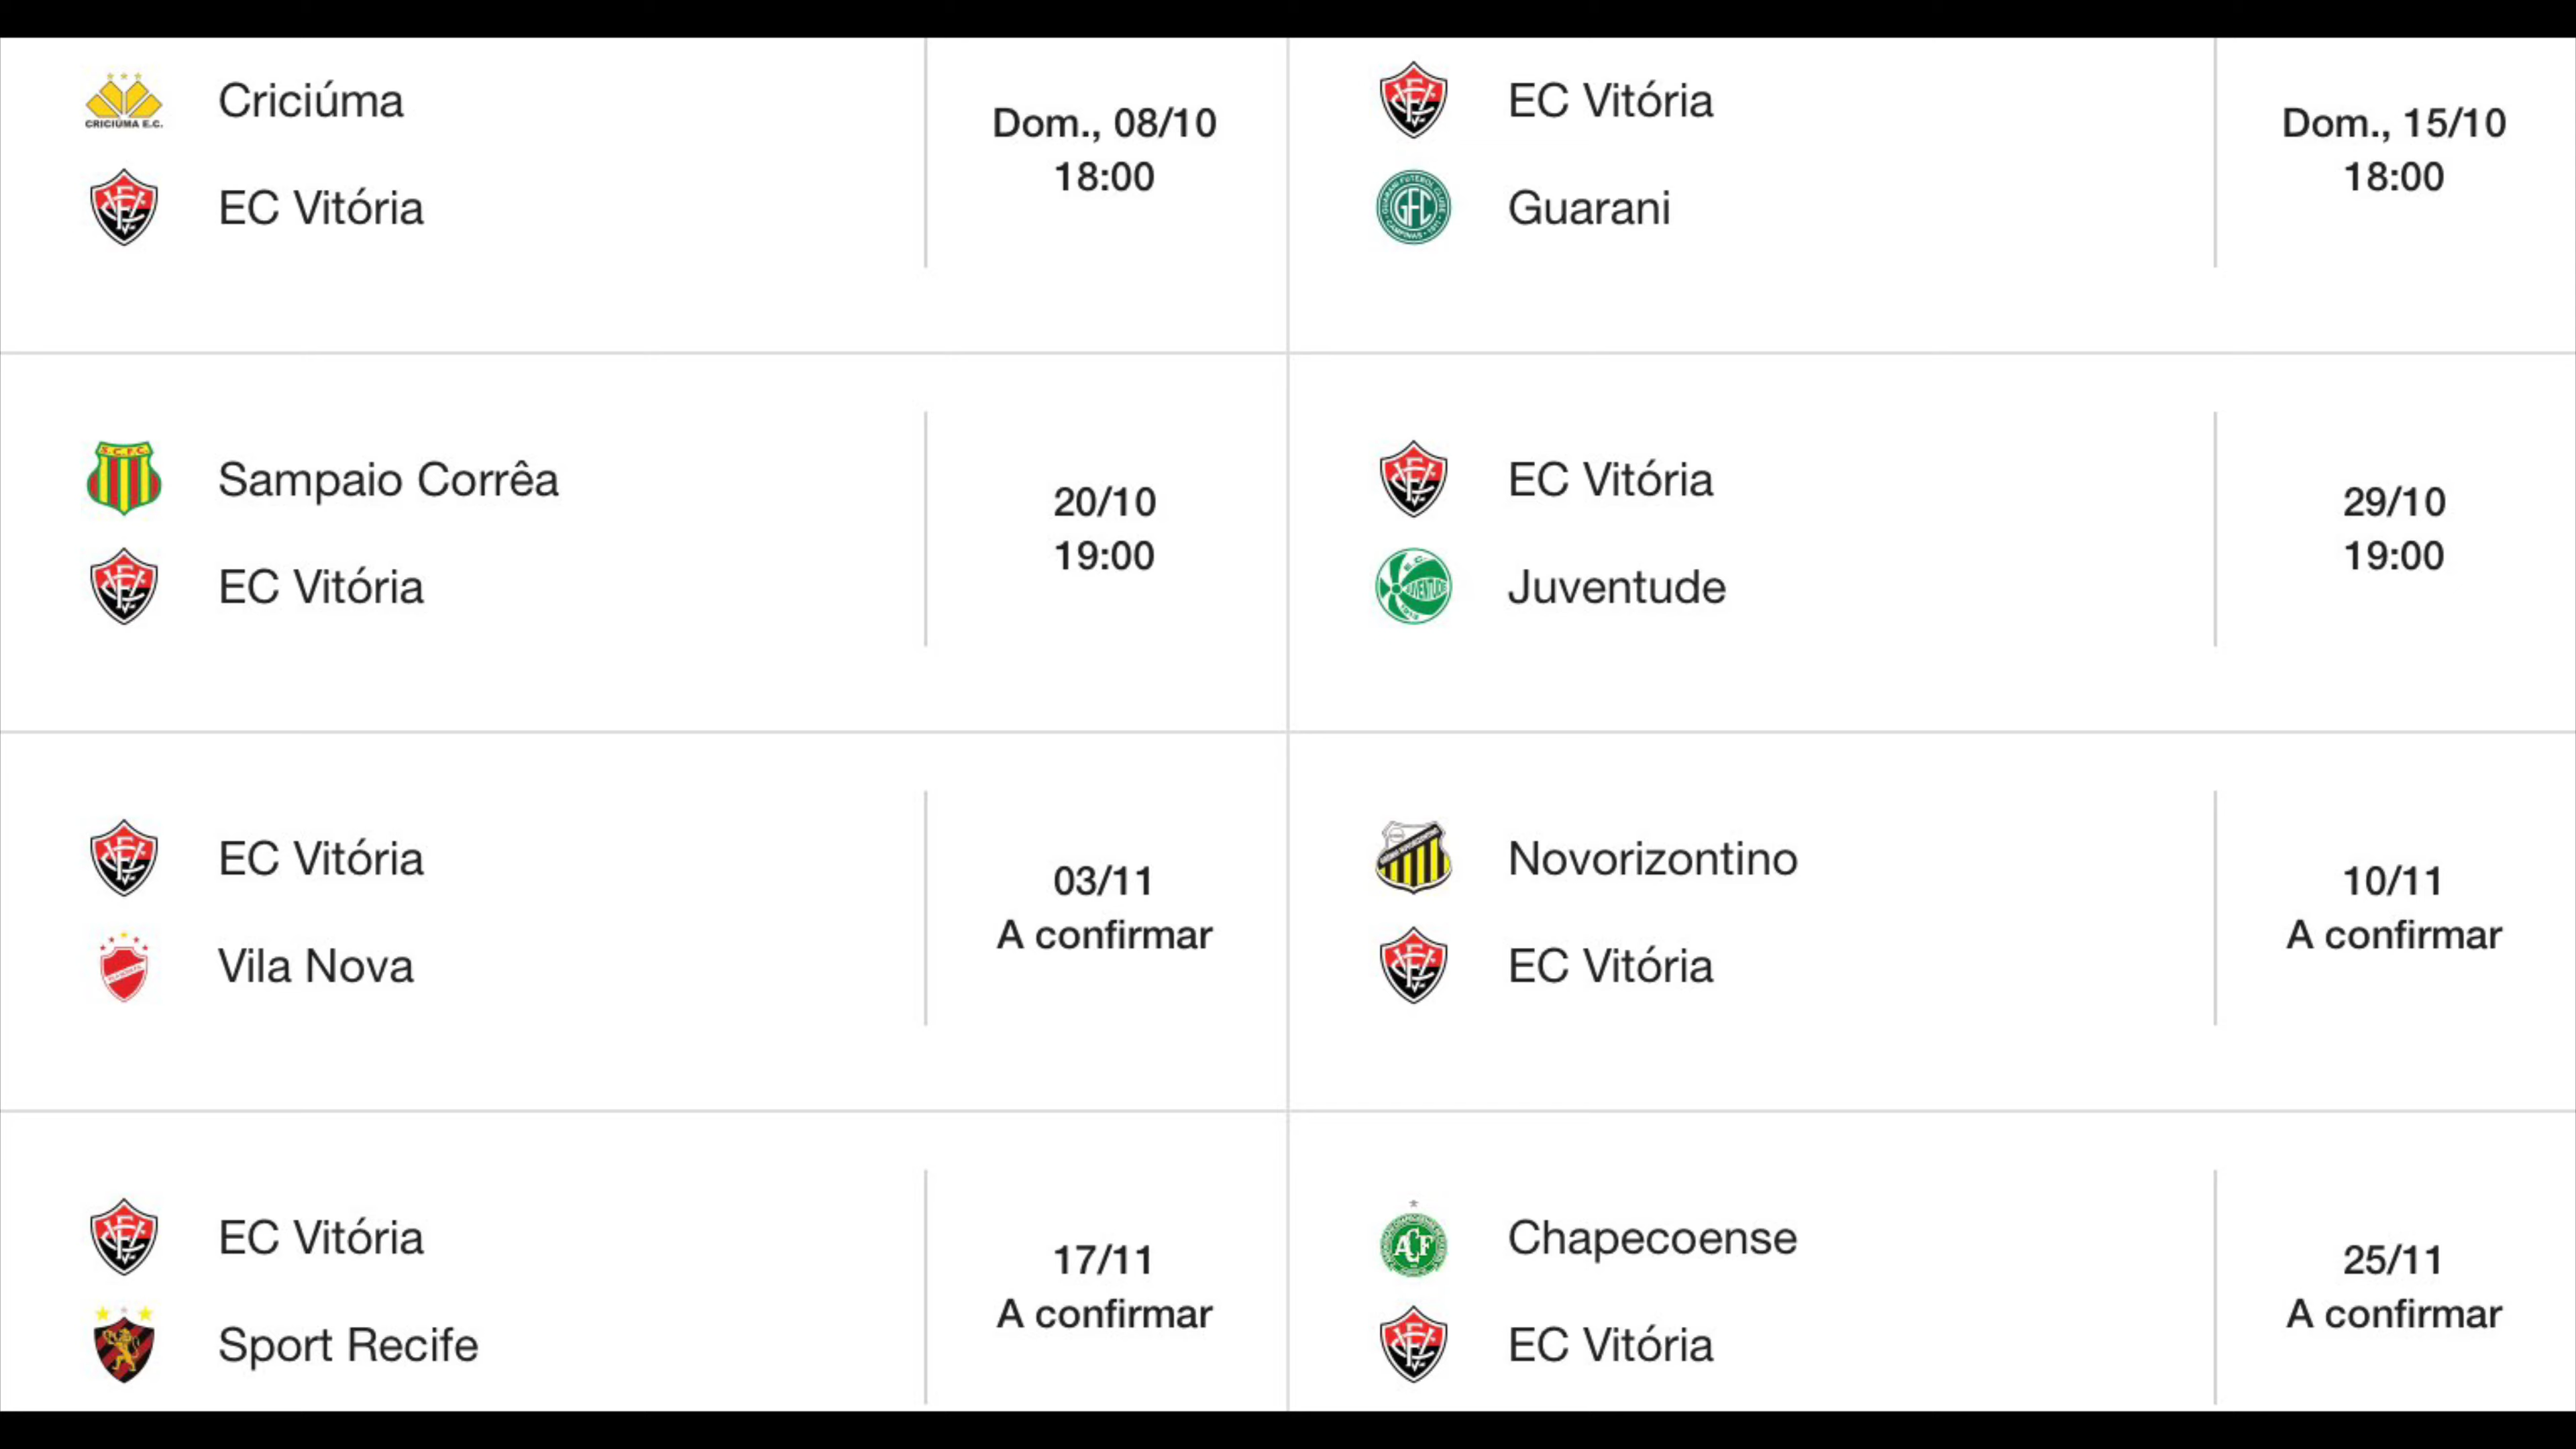 Criciúma
EC Vitória
Dom., 08/10
18:00
EC Vitória
Guarani
Dom., 15/10
18:00
Sampaio Corrêa
EC Vitória
20/10
19:00
EC Vitória
Juventude
29/10
19:00
EC Vitória
Vila Nova
03/11
A confirmar
Novorizontino
EC Vitória
10/11
A confirmar
EC Vitória
Sport Recife
17/11
A confirmar
Chapecoense
EC Vitória
25/11
A confirmar
CRICIÚMA E.C.
S.C.F.C.
GFC